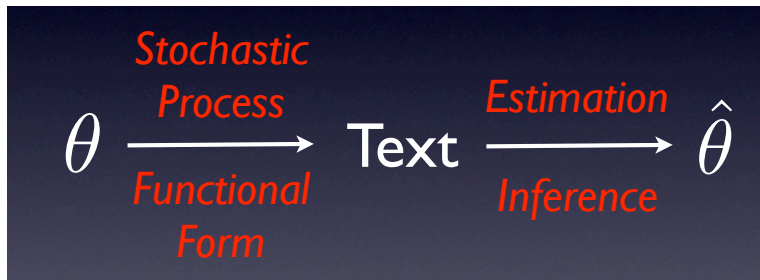 Stochastic
Process
Estimation
θ Text θ̂
Functional
Form
Inference